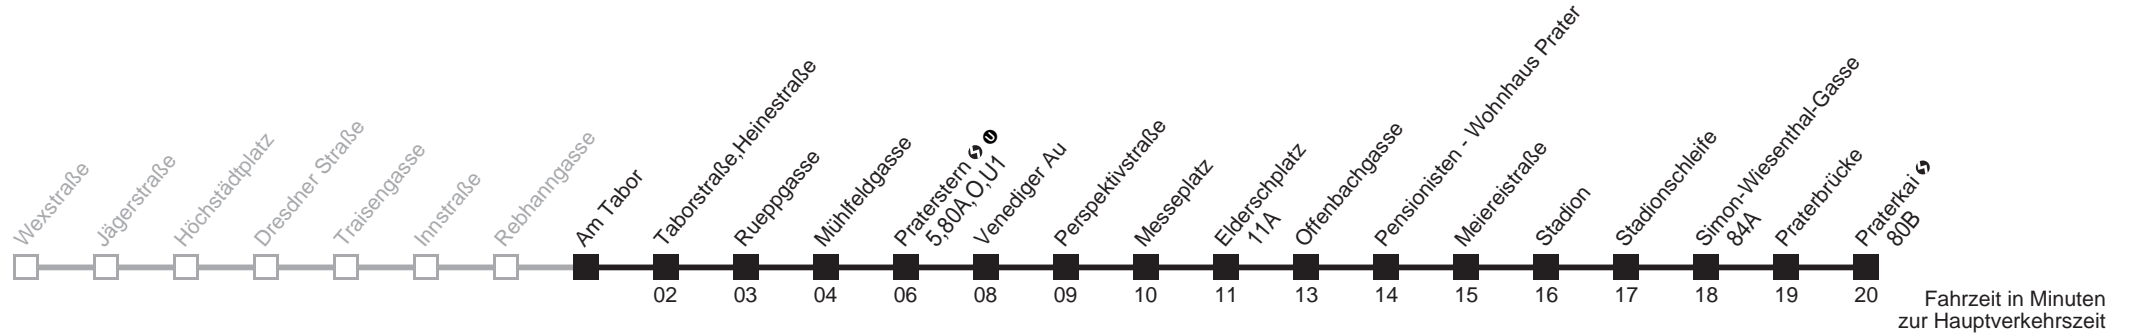 Wexstraße
Jägerstraße
Höchstädtplatz
Dresdner Straße
Traisengasse
Innstraße
Rebhanngasse
Am Tabor
Taborstraße,Heinestraße
Rueppgasse
Mühlfeldgasse
Praterstern S U
5,80A,O,U1
Venediger Au
Perspektivstraße
Messeplatz
Elderschplatz
11A
Offenbachgasse
Pensionisten - Wohnhaus Prater
Meiereistraße
Stadion
Stadionschleife
Simon-Wiesenthal-Gasse
84A
Praterbrücke
Praterkai S
80B
02 03 04 06 08 09 10 11 13 14 15 16 17 18 19 20
Fahrzeit in Minuten
zur Hauptverkehrszeit